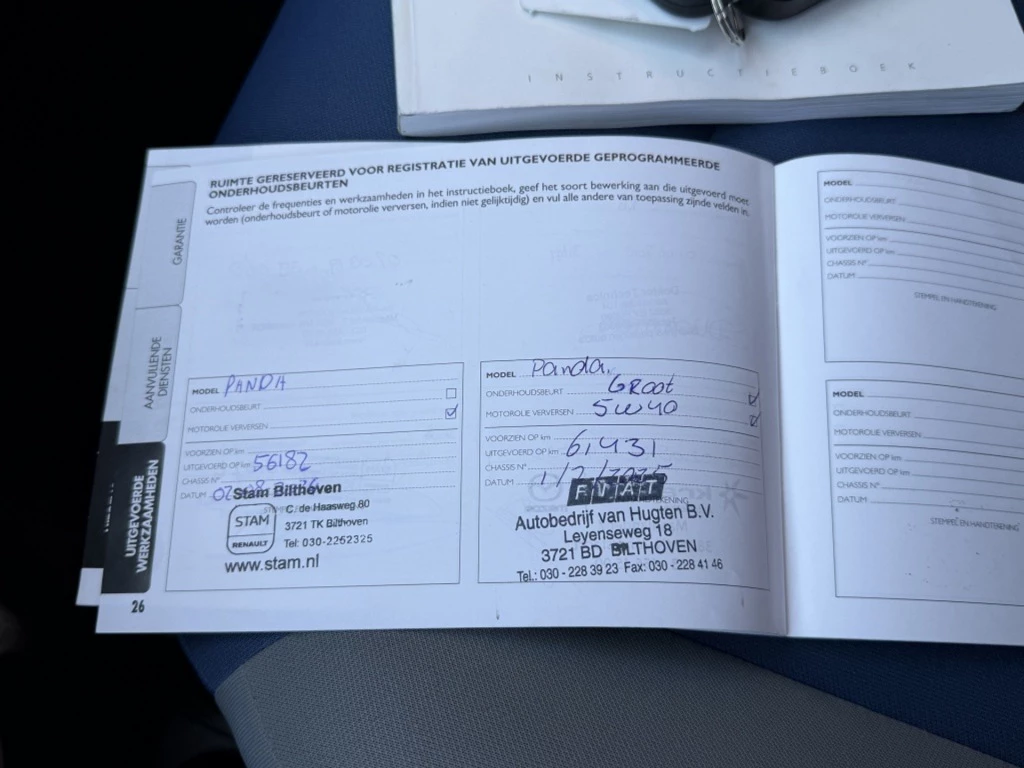 INSTRUCTIEBOEK
RUIMTE GERESERVEERD VOOR REGISTRATIE VAN UITGEVOERDE GEPROGRAMMEERDE
ONDERHOUDSBEURTEN
Controleer de frequenties en werkzaamheden in het instructieboek, geef het soort bewerking aan die uitgevoerd moet
worden (onderhoudsbeurt of motorolie verversen, indien niet gelijktijdig) en vul alle andere van toepassing zijnde velden in.
GARANTIE
AANVULLENDE
DIENSTEN
UITGEVOERDE
WERKZAAMHEDEN
26
MODEL PANDA
ONDERHOUDSBEURT
MOTOROLIE VERVERSEN
VOORZIEN OP km
UITGEVOERD OP km 56182
CHASSIS N°
DATUM
Stam Bilthoven
C. de Haasweg 80
STAM
3721 TK Bilthoven
RENAULT
Tel: 030-2252325
www.stam.nl
MODEL Panda.
ONDERHOUDSBEURT GROOT
MOTOROLIE VERVERSEN 5W40
VOORZIEN OP km
UITGEVOERD OP km 61431
CHASSIS N°
DATUM 1/7/2025
FIAT
Autobedrijf van Hugten B.V.
Leyenseweg 18
3721 BD BILTHOVEN
Tel.: 030 - 228 39 23 Fax: 030 - 228 41 46
MODEL
ONDERHOUDSBEURT
MOTOROLIE VERVERSEN
VOORZIEN OP km
UITGEVOERD OP km
CHASSIS N°
DATUM
STEMPEL EN HANDTEKENING
MODEL
ONDERHOUDSBEURT
MOTOROLIE VERVERSEN
VOORZIEN OP km
UITGEVOERD OP km
CHASSIS N°
DATUM
STEMPEL EN HANDTEKENING